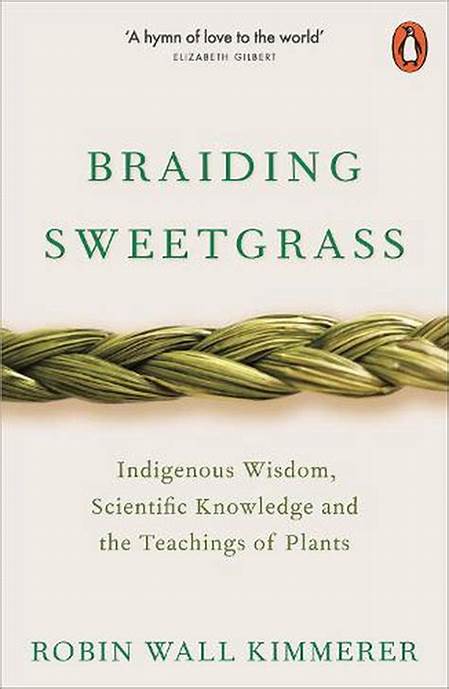 ‘A hymn of love to the world’
ELIZABETH GILBERT
BRAIDING
SWEETGRASS
Indigenous Wisdom,
Scientific Knowledge and
the Teachings of Plants
ROBIN WALL KIMMERER